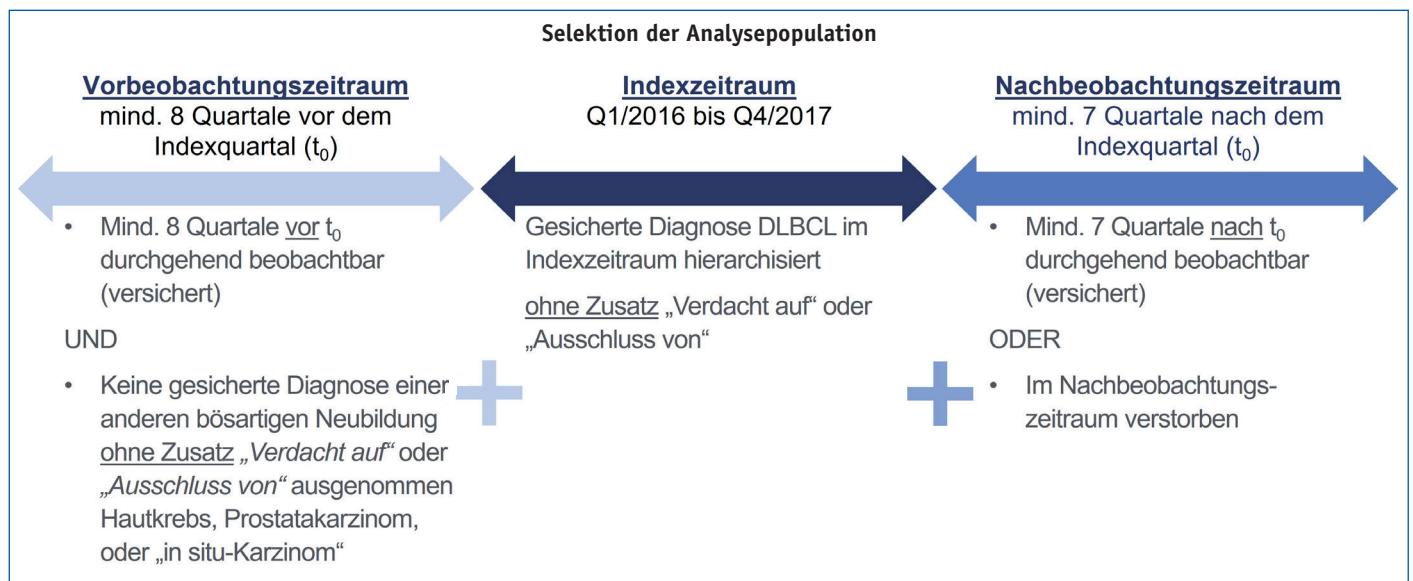 Selektion der Analysepopulation
Vorbeobachtungszeitraum
mind. 8 Quartale vor dem
Indexquartal (t₀)
• Mind. 8 Quartale vor t₀
durchgehend beobachtbar
(versichert)
UND
• Keine gesicherte Diagnose einer
anderen bösartigen Neubildung
ohne Zusatz „Verdacht auf“ oder
„Ausschluss von“ ausgenommen
Hautkrebs, Prostatakarzinom,
oder „in situ-Karzinom“
Indexzeitraum
Q1/2016 bis Q4/2017
Gesicherte Diagnose DLBCL im
Indexzeitraum hierarchisiert
ohne Zusatz „Verdacht auf“ oder
„Ausschluss von“
Nachbeobachtungszeitraum
mind. 7 Quartale nach dem
Indexquartal (t₀)
• Mind. 7 Quartale nach t₀
durchgehend beobachtbar
(versichert)
ODER
• Im Nachbeobachtungs-
zeitraum verstorben